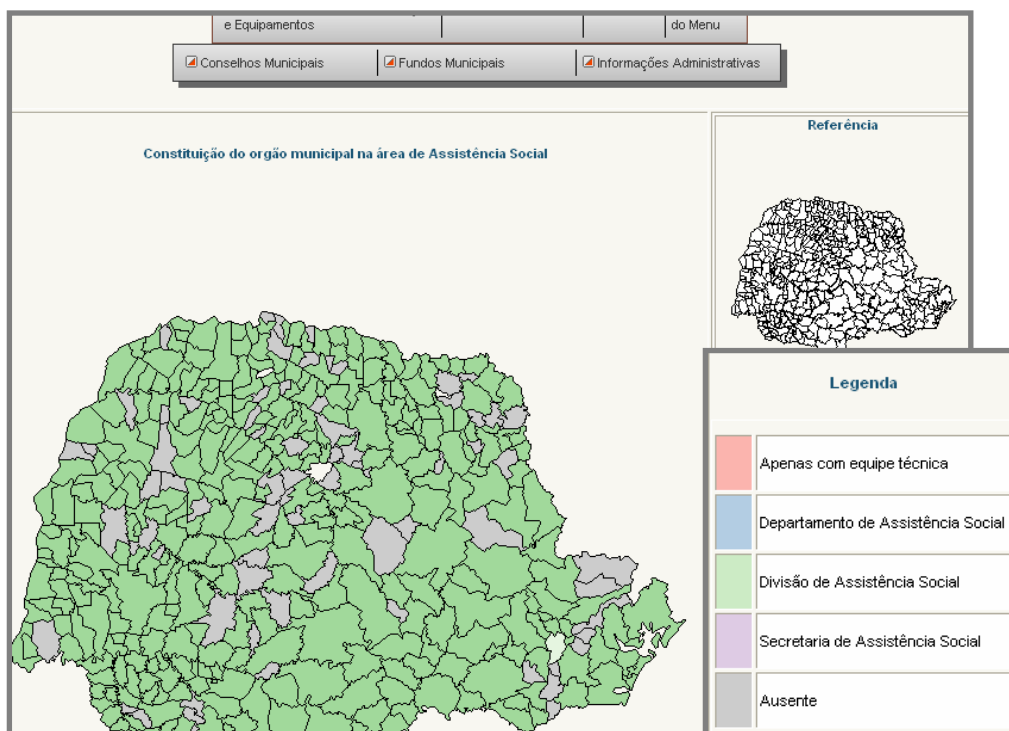 e Equipamentos
do Menu
Conselhos Municipais
Fundos Municipais
Informações Administrativas
Constituição do orgão municipal na área de Assistência Social
Referência
Legenda
Apenas com equipe técnica
Departamento de Assistência Social
Divisão de Assistência Social
Secretaria de Assistência Social
Ausente